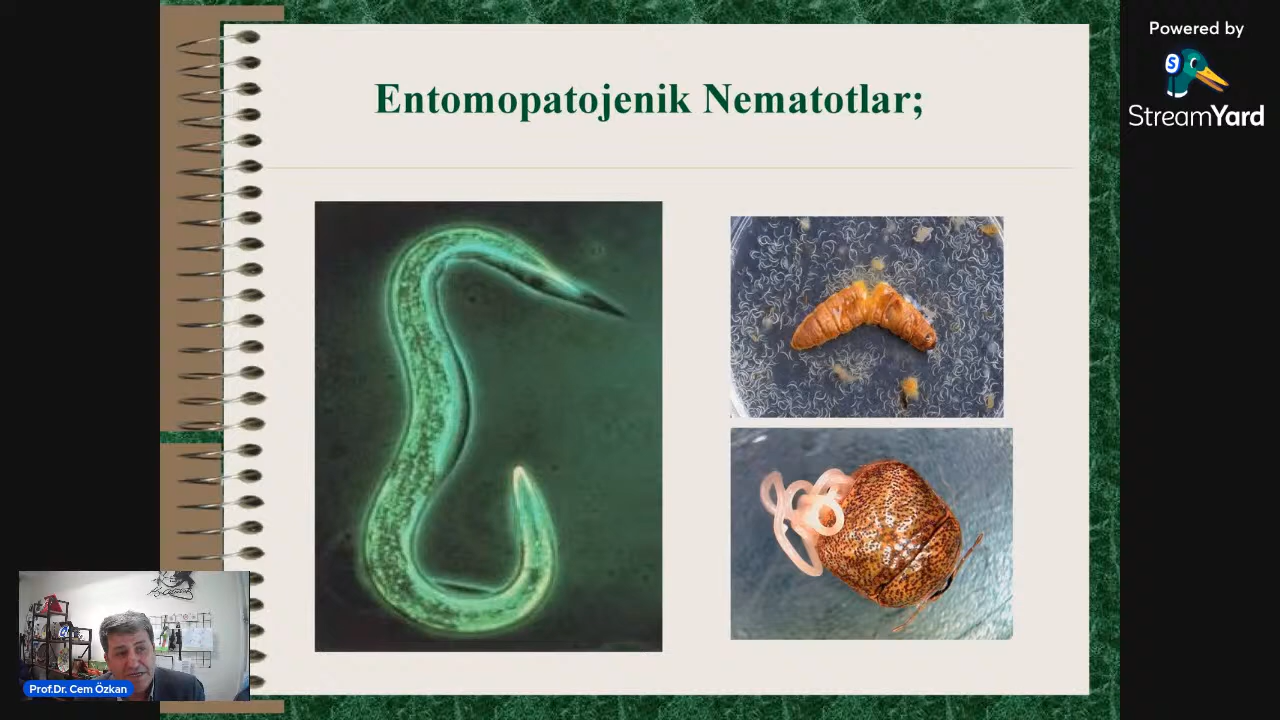 Entomopatojenik Nematotlar;
Powered by
S
StreamYard
Prof.Dr. Cem Özkan